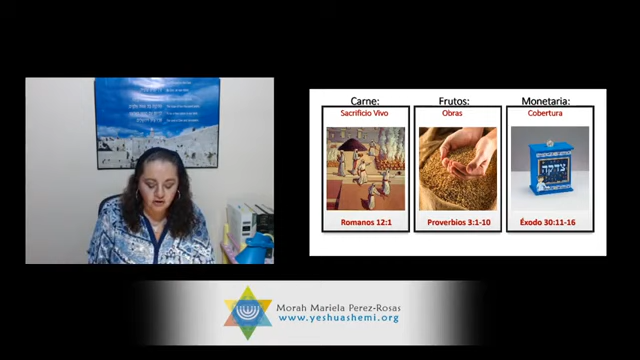 Carne:
Sacrificio Vivo
Romanos 12:1
Frutos:
Obras
Proverbios 3:1-10
Monetaria:
Cobertura
צדקה
Éxodo 30:11-16
Morah Mariela Perez-Rosas
www.yeshuashemi.org